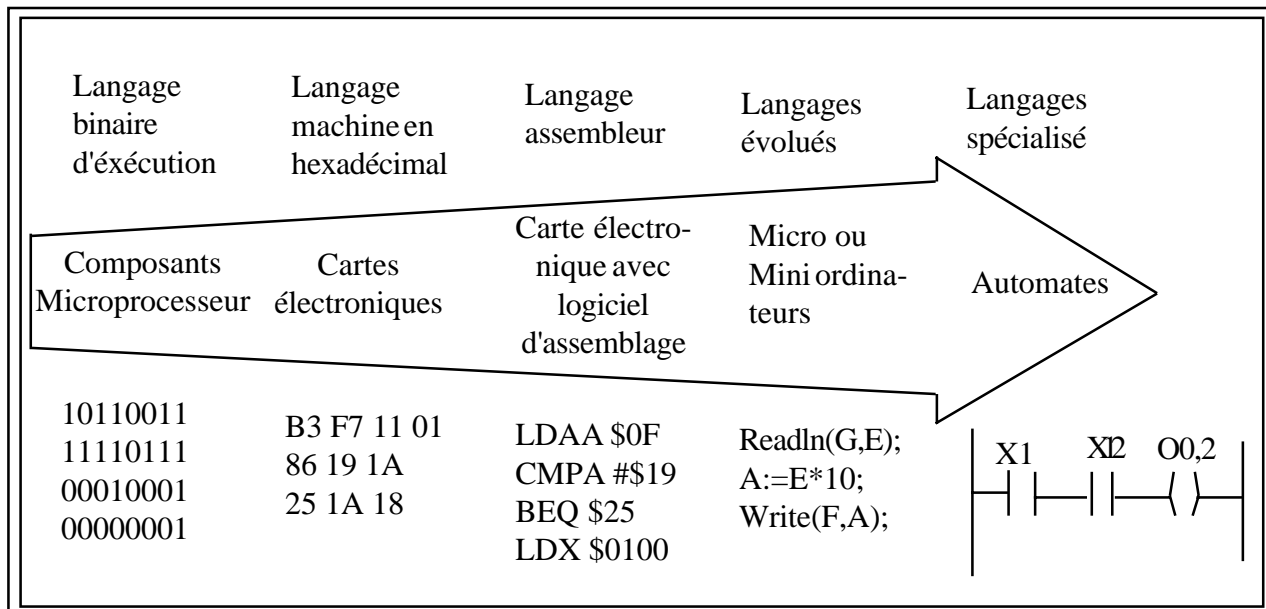 Langage
binaire
d'éxécution
Langage
machine en
hexadécimal
Langage
assembleur
Langages
évolués
Langages
spécialisé
Composants
Microprocesseur
Cartes
électroniques
Carte électro-
nique avec
logiciel
d'assemblage
Micro ou
Mini ordina-
teurs
Automates
10110011
11110111
00010001
00000001
B3 F7 11 01
86 19 1A
25 1A 18
LDAA $0F
CMPA #$19
BEQ $25
LDX $0100
Readln(G,E);
A:=E*10;
Write(F,A);
X1 XI2 O0,2